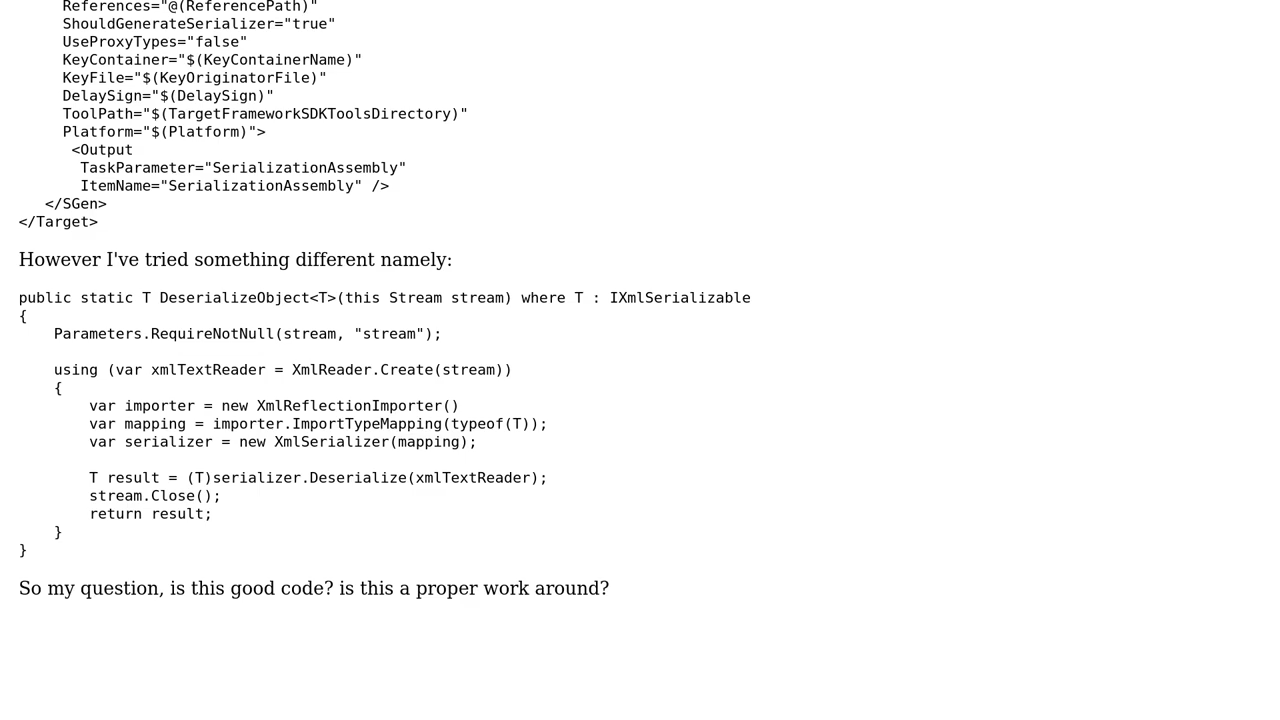 References="@(ReferencePath)"
ShouldGenerateSerializer="true"
UseProxyTypes="false"
KeyContainer="$(KeyContainerName)"
KeyFile="$(KeyOriginatorFile)"
DelaySign="$(DelaySign)"
ToolPath="$(TargetFrameworkSDKToolsDirectory)"
Platform="$(Platform)">
<Output
TaskParameter="SerializationAssembly"
ItemName="SerializationAssembly" />
</SGen>
</Target>
However I've tried something different namely:
public static T DeserializeObject<T>(this Stream stream) where T : IXmlSerializable
{
Parameters.RequireNotNull(stream, "stream");
using (var xmlTextReader = XmlReader.Create(stream))
{
var importer = new XmlReflectionImporter()
var mapping = importer.ImportTypeMapping(typeof(T));
var serializer = new XmlSerializer(mapping);
T result = (T)serializer.Deserialize(xmlTextReader);
stream.Close();
return result;
}
}
So my question, is this good code? is this a proper work around?